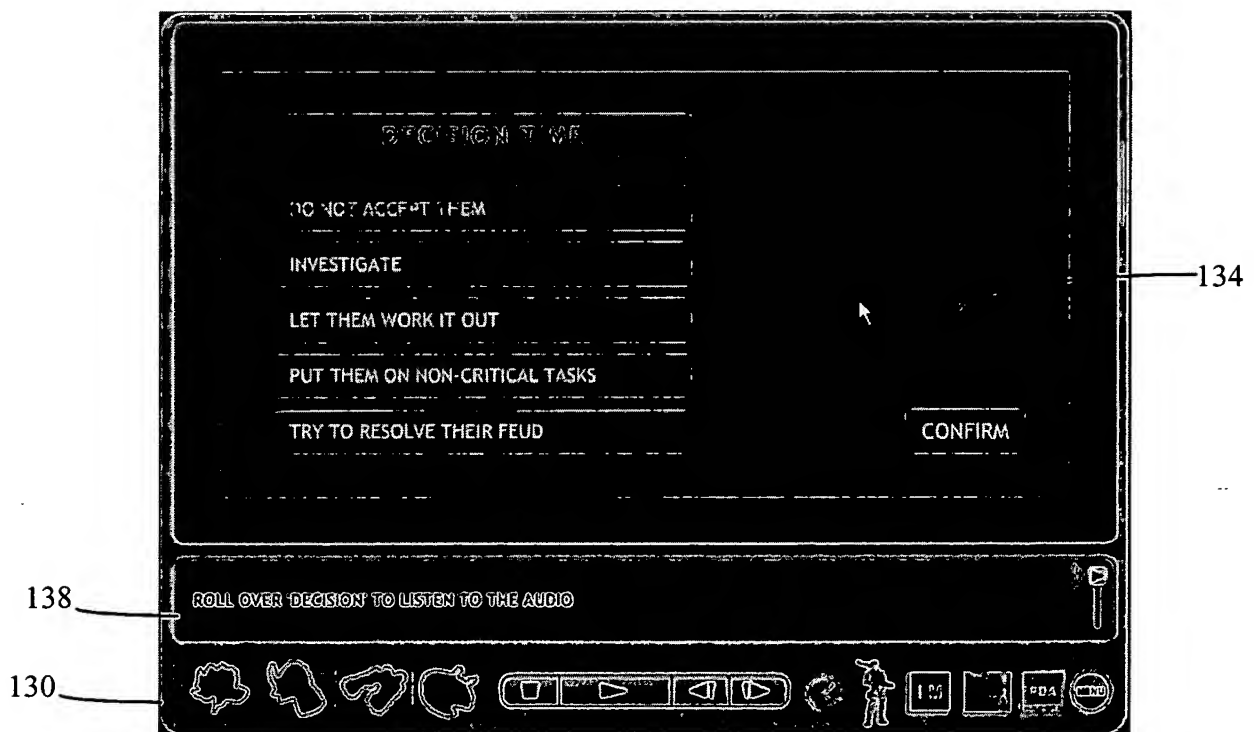 DECISION TIME
DO NOT ACCEPT THEM
INVESTIGATE
134
LET THEM WORK IT OUT
PUT THEM ON NON-CRITICAL TASKS
TRY TO RESOLVE THEIR FEUD
CONFIRM
138
ROLL OVER 'DECISION' TO LISTEN TO THE AUDIO
130
PDA
MENU